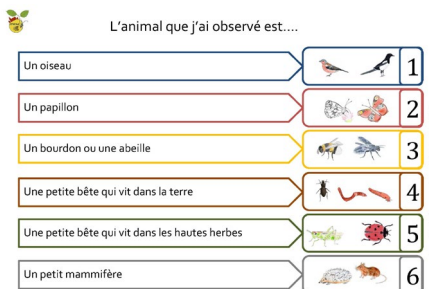 L'animal que j'ai observé est....
Un oiseau
1
Un papillon
2
Un bourdon ou une abeille
3
Une petite bête qui vit dans la terre
4
Une petite bête qui vit dans les hautes herbes
5
Un petit mammifère
6